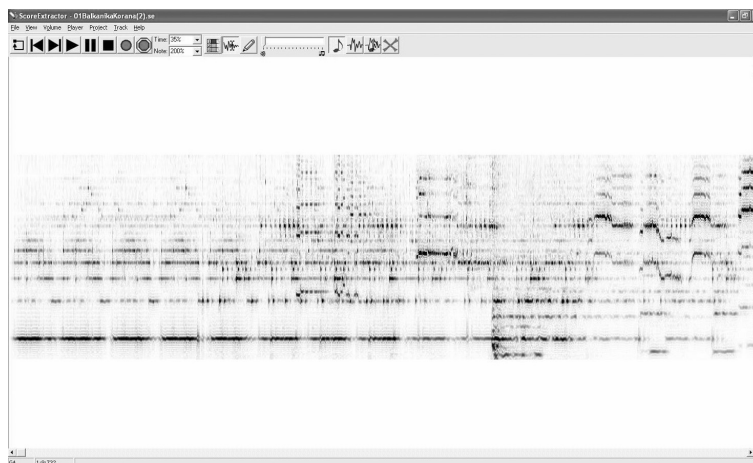 ScoreExtractor - 01BalkanikaKorana(2).se
File View Volume Player Project Track Help
Time: 35%
Note: 200%